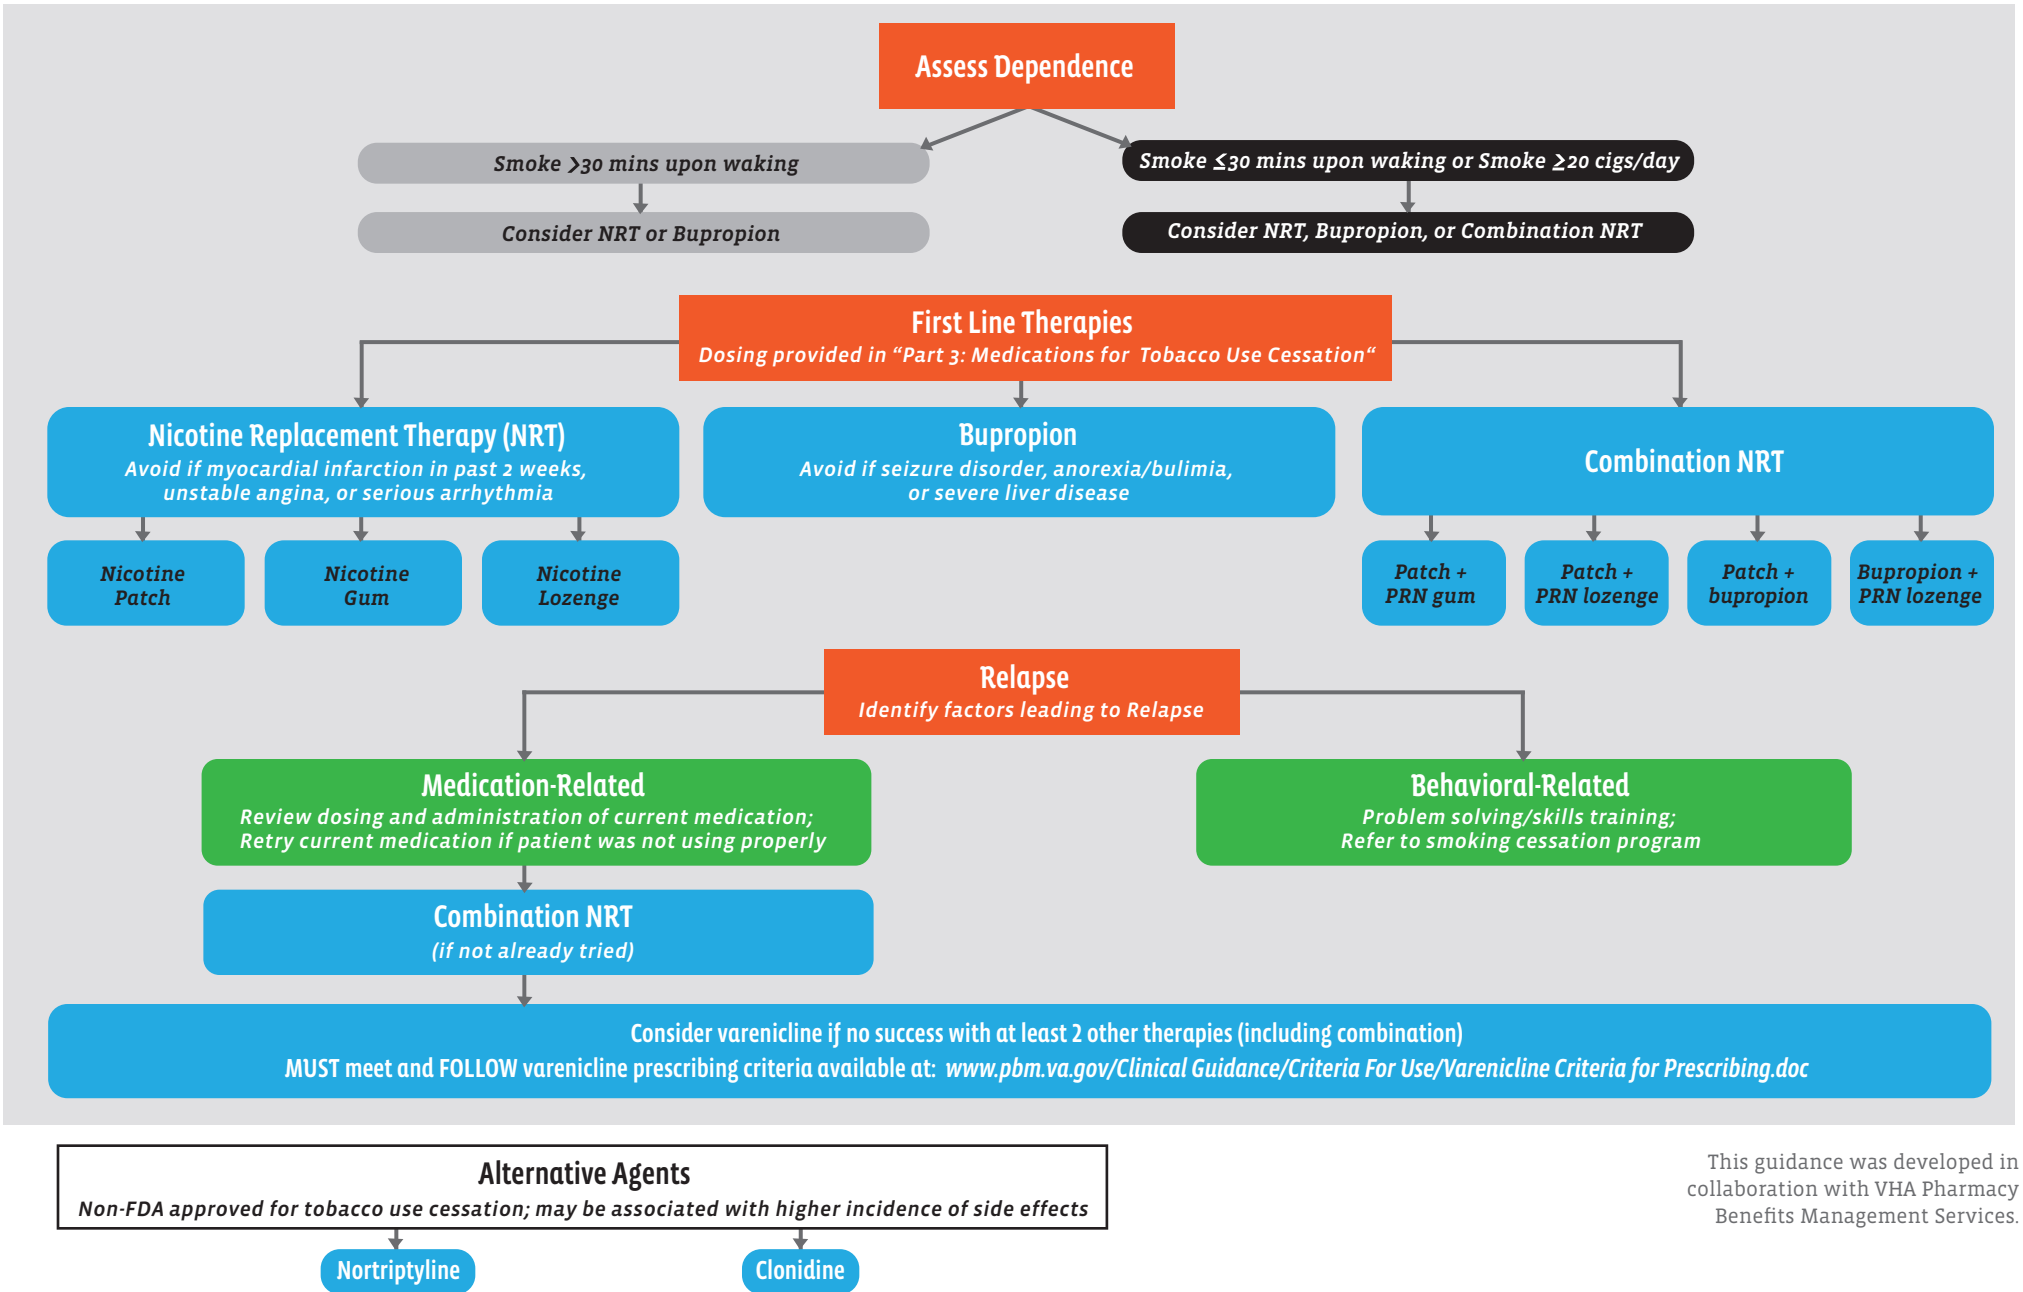 Assess Dependence
Smoke >30 mins upon waking
Smoke ≤30 mins upon waking or Smoke ≥20 cigs/day
Consider NRT or Bupropion
Consider NRT, Bupropion, or Combination NRT
First Line Therapies
Dosing provided in “Part 3: Medications for Tobacco Use Cessation“
Nicotine Replacement Therapy (NRT)
Avoid if myocardial infarction in past 2 weeks,
unstable angina, or serious arrhythmia
Bupropion
Avoid if seizure disorder, anorexia/bulimia,
or severe liver disease
Combination NRT
Nicotine
Patch
Nicotine
Gum
Nicotine
Lozenge
Patch +
PRN gum
Patch +
PRN lozenge
Patch +
bupropion
Bupropion +
PRN lozenge
Relapse
Identify factors leading to Relapse
Medication-Related
Review dosing and administration of current medication;
Retry current medication if patient was not using properly
Behavioral-Related
Problem solving/skills training;
Refer to smoking cessation program
Combination NRT
(if not already tried)
Consider varenicline if no success with at least 2 other therapies (including combination)
MUST meet and FOLLOW varenicline prescribing criteria available at: www.pbm.va.gov/Clinical Guidance/Criteria For Use/Varenicline Criteria for Prescribing.doc
Alternative Agents
Non-FDA approved for tobacco use cessation; may be associated with higher incidence of side effects
Nortriptyline
Clonidine
This guidance was developed in
collaboration with VHA Pharmacy
Benefits Management Services.